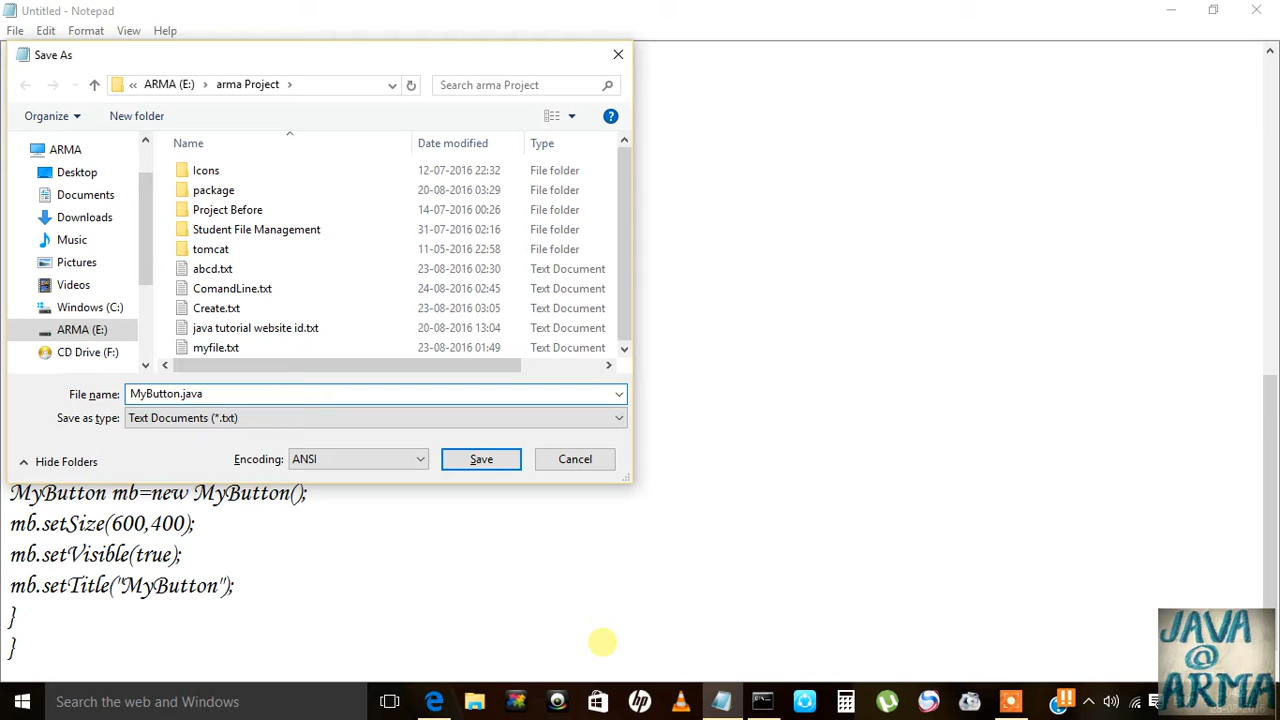 Untitled - Notepad
File Edit Format View Help
Save As
« ARMA (E:) › arma Project ›
Search arma Project
Organize
New folder
Name Date modified Type
ARMA
Desktop
Documents
Downloads
Music
Pictures
Videos
Windows (C:)
ARMA (E:)
CD Drive (F:)
Icons 12-07-2016 22:32 File folder
package 20-08-2016 03:29 File folder
Project Before 14-07-2016 00:26 File folder
Student File Management 31-07-2016 02:16 File folder
tomcat 11-05-2016 22:58 File folder
abcd.txt 23-08-2016 02:30 Text Document
ComandLine.txt 24-08-2016 02:45 Text Document
Create.txt 23-08-2016 03:05 Text Document
java tutorial website id.txt 20-08-2016 13:04 Text Document
myfile.txt 23-08-2016 01:49 Text Document
File name: MyButton.java
Save as type: Text Documents (*.txt)
Hide Folders
Encoding: ANSI
Save
Cancel
MyButton mb=new MyButton();
mb.setSize(600,400);
mb.setVisible(true);
mb.setTitle("MyButton");
}
}
JAVA
@
ARMA
Search the web and Windows